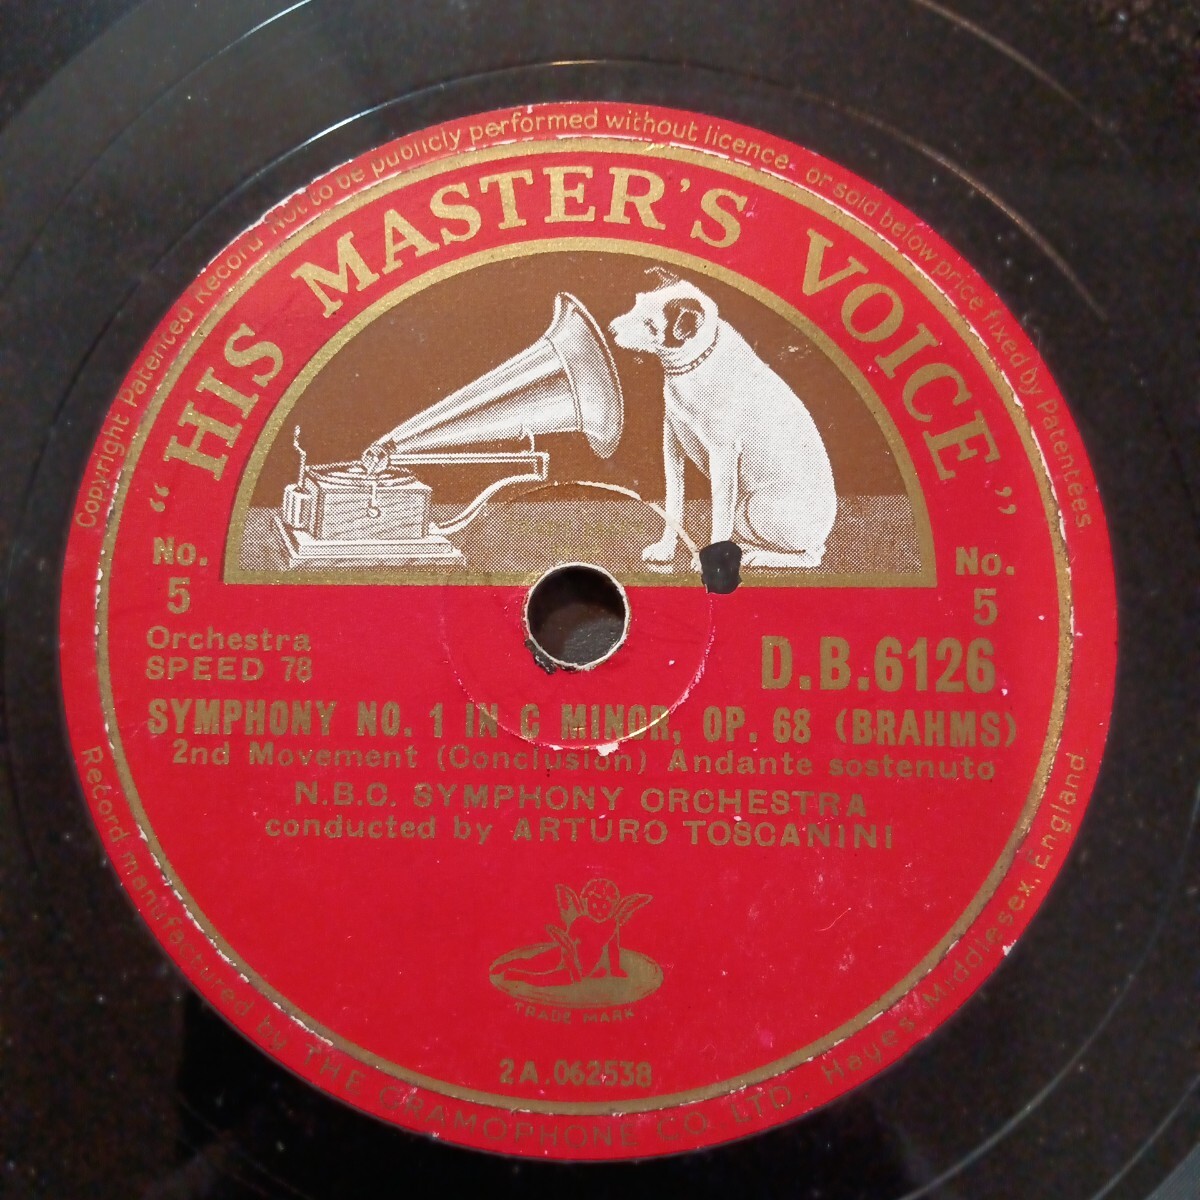 Copyright Patented Record Not to be publicly performed without licence- or sold below price fixed by Patentees
“HIS MASTER'S VOICE”
No. 5
No. 5
Orchestra
SPEED 78
D.B.6126
SYMPHONY NO. 1 IN C MINOR, OP. 68 (BRAHMS)
2nd Movement (Conclusion) Andante sostenuto
N.B.C. SYMPHONY ORCHESTRA
conducted by ARTURO TOSCANINI
TRADE MARK
2A.062538
Record manufactured by THE GRAMOPHONE CO. LTD. Hayes, Middlesex, England